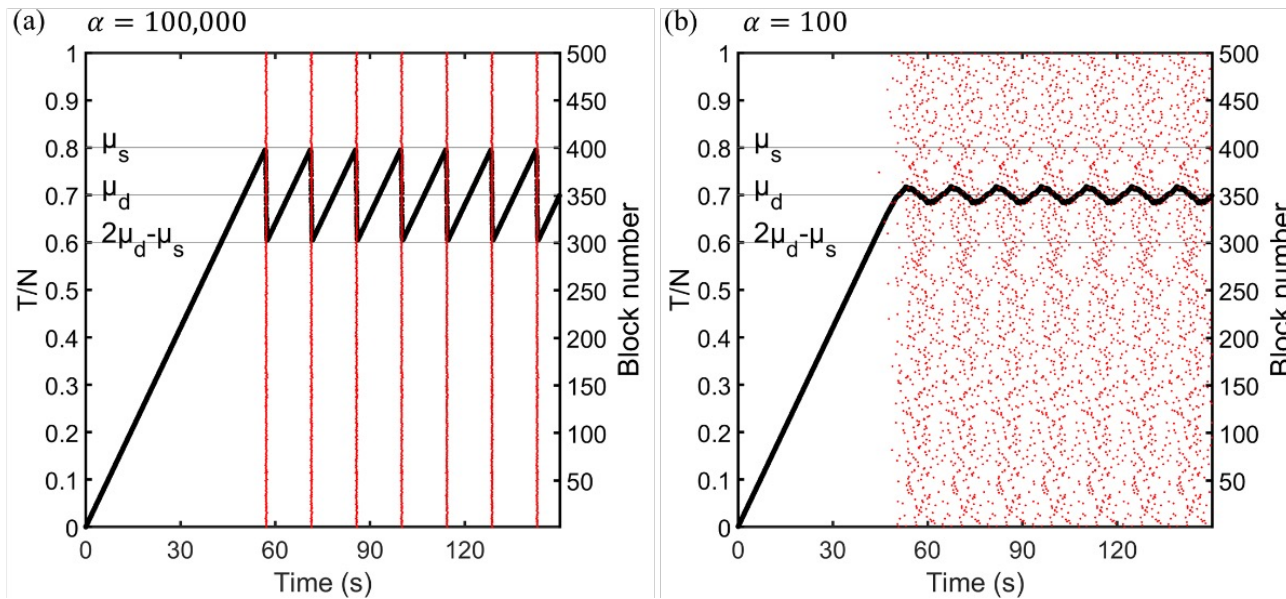 (a) α = 100,000
1
0.9
0.8
0.7
0.6
0.5
0.4
0.3
0.2
0.1
0
T/N
μs
μd
2μd-μs
500
450
400
350
300
250
200
150
100
50
Block number
0 30 60 90 120
Time (s)
(b) α = 100
1
0.9
0.8
0.7
0.6
0.5
0.4
0.3
0.2
0.1
0
T/N
μs
μd
2μd-μs
500
450
400
350
300
250
200
150
100
50
Block number
0 30 60 90 120
Time (s)